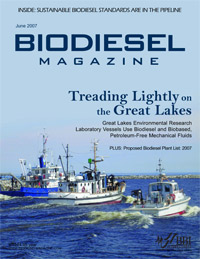 INSIDE: SUSTAINABLE BIODIESEL STANDARDS ARE IN THE PIPELINE
June 2007
BIODIESEL
MAGAZINE
Treading Lightly on
the Great Lakes
Great Lakes Environmental Research
Laboratory Vessels Use Biodiesel and Biobased,
Petroleum-Free Mechanical Fluids
PLUS: Proposed Biodiesel Plant List: 2007